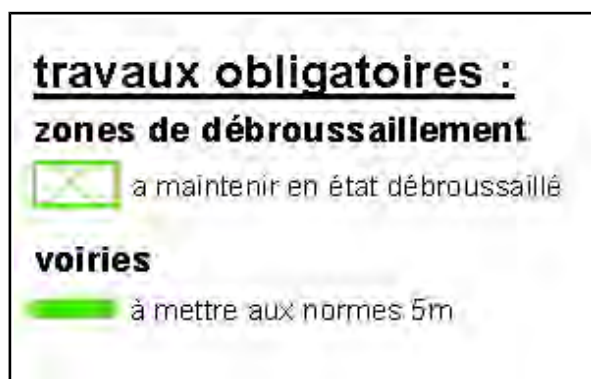 travaux obligatoires :
zones de débroussaillement
a maintenir en état débroussaillé
voiries
à mettre aux normes 5m